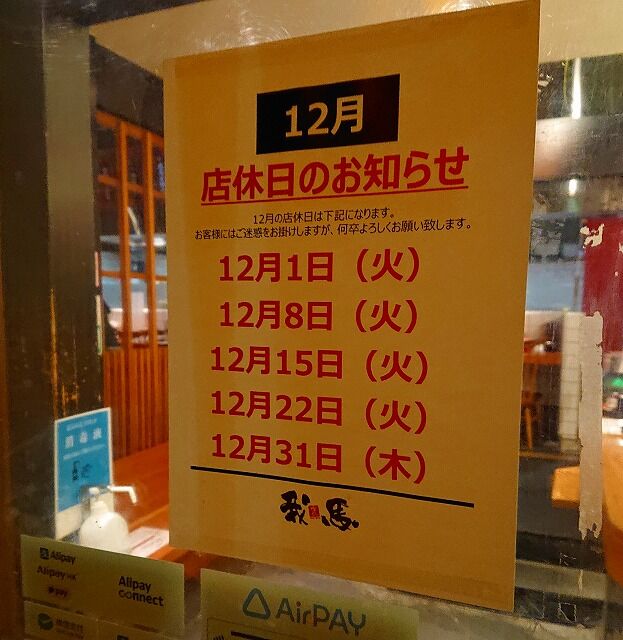 12月
店休日のお知らせ
12月の店休日は下記になります。
お客様にはご迷惑をお掛けしますが、何卒よろしくお願い致します。
12月1日（火）
12月8日（火）
12月15日（火）
12月22日（火）
12月31日（木）
我馬
Alipay
AlipayHK
pay
Alipay
connect
AirPAY